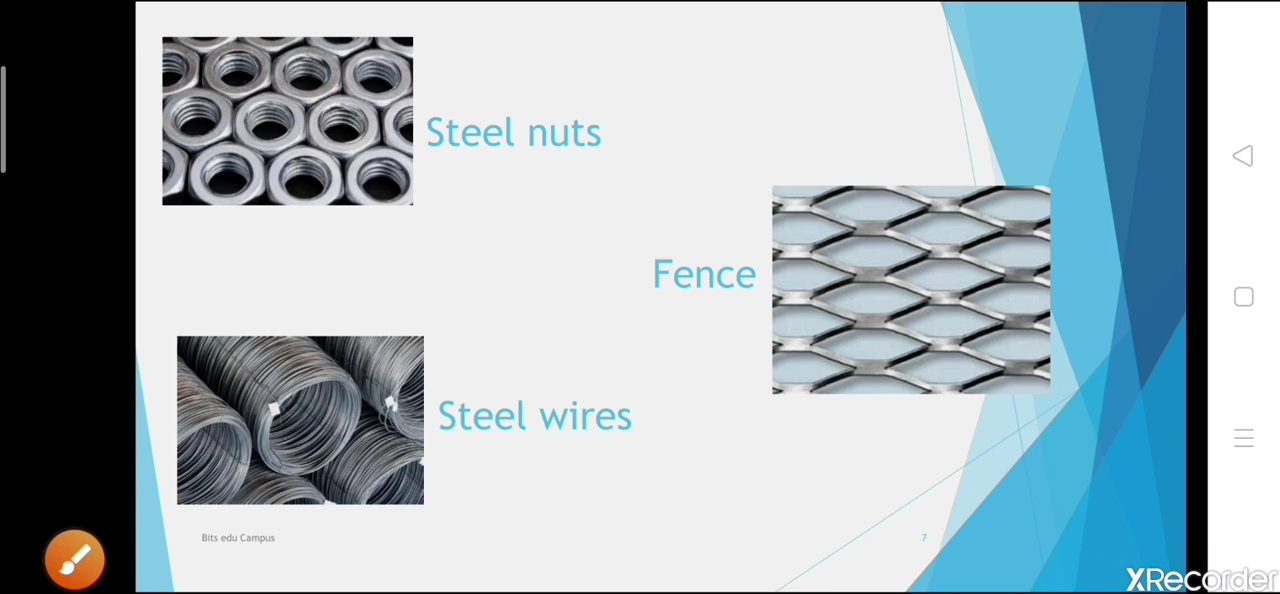 Steel nuts
Fence
Steel wires
Bits edu Campus
7
XRecorder